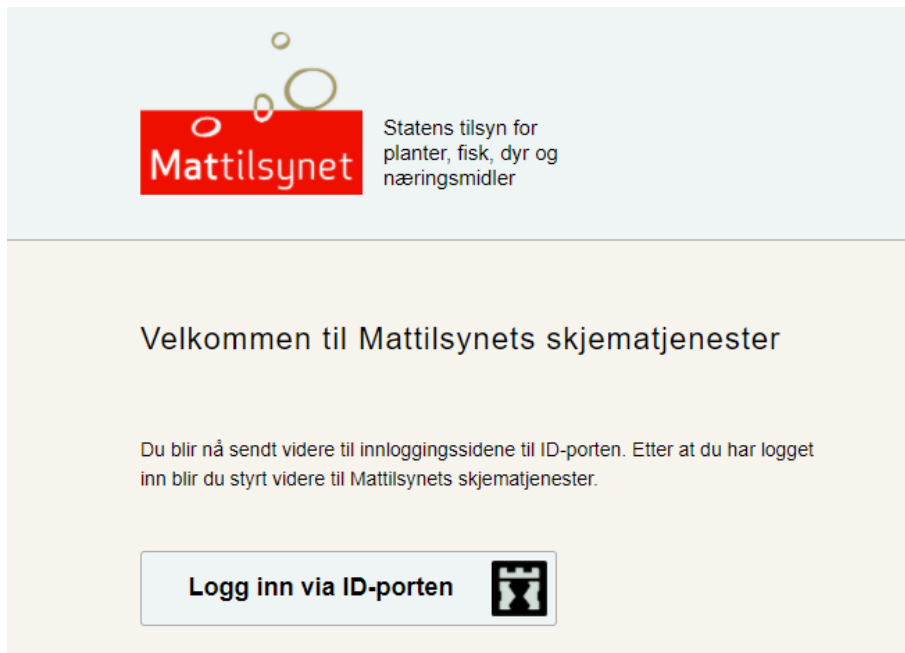 Mattilsynet
Statens tilsyn for
planter, fisk, dyr og
næringsmidler
Velkommen til Mattilsynets skjematjenester
Du blir nå sendt videre til innloggingssidene til ID-porten. Etter at du har logget
inn blir du styrt videre til Mattilsynets skjematjenester.
Logg inn via ID-porten